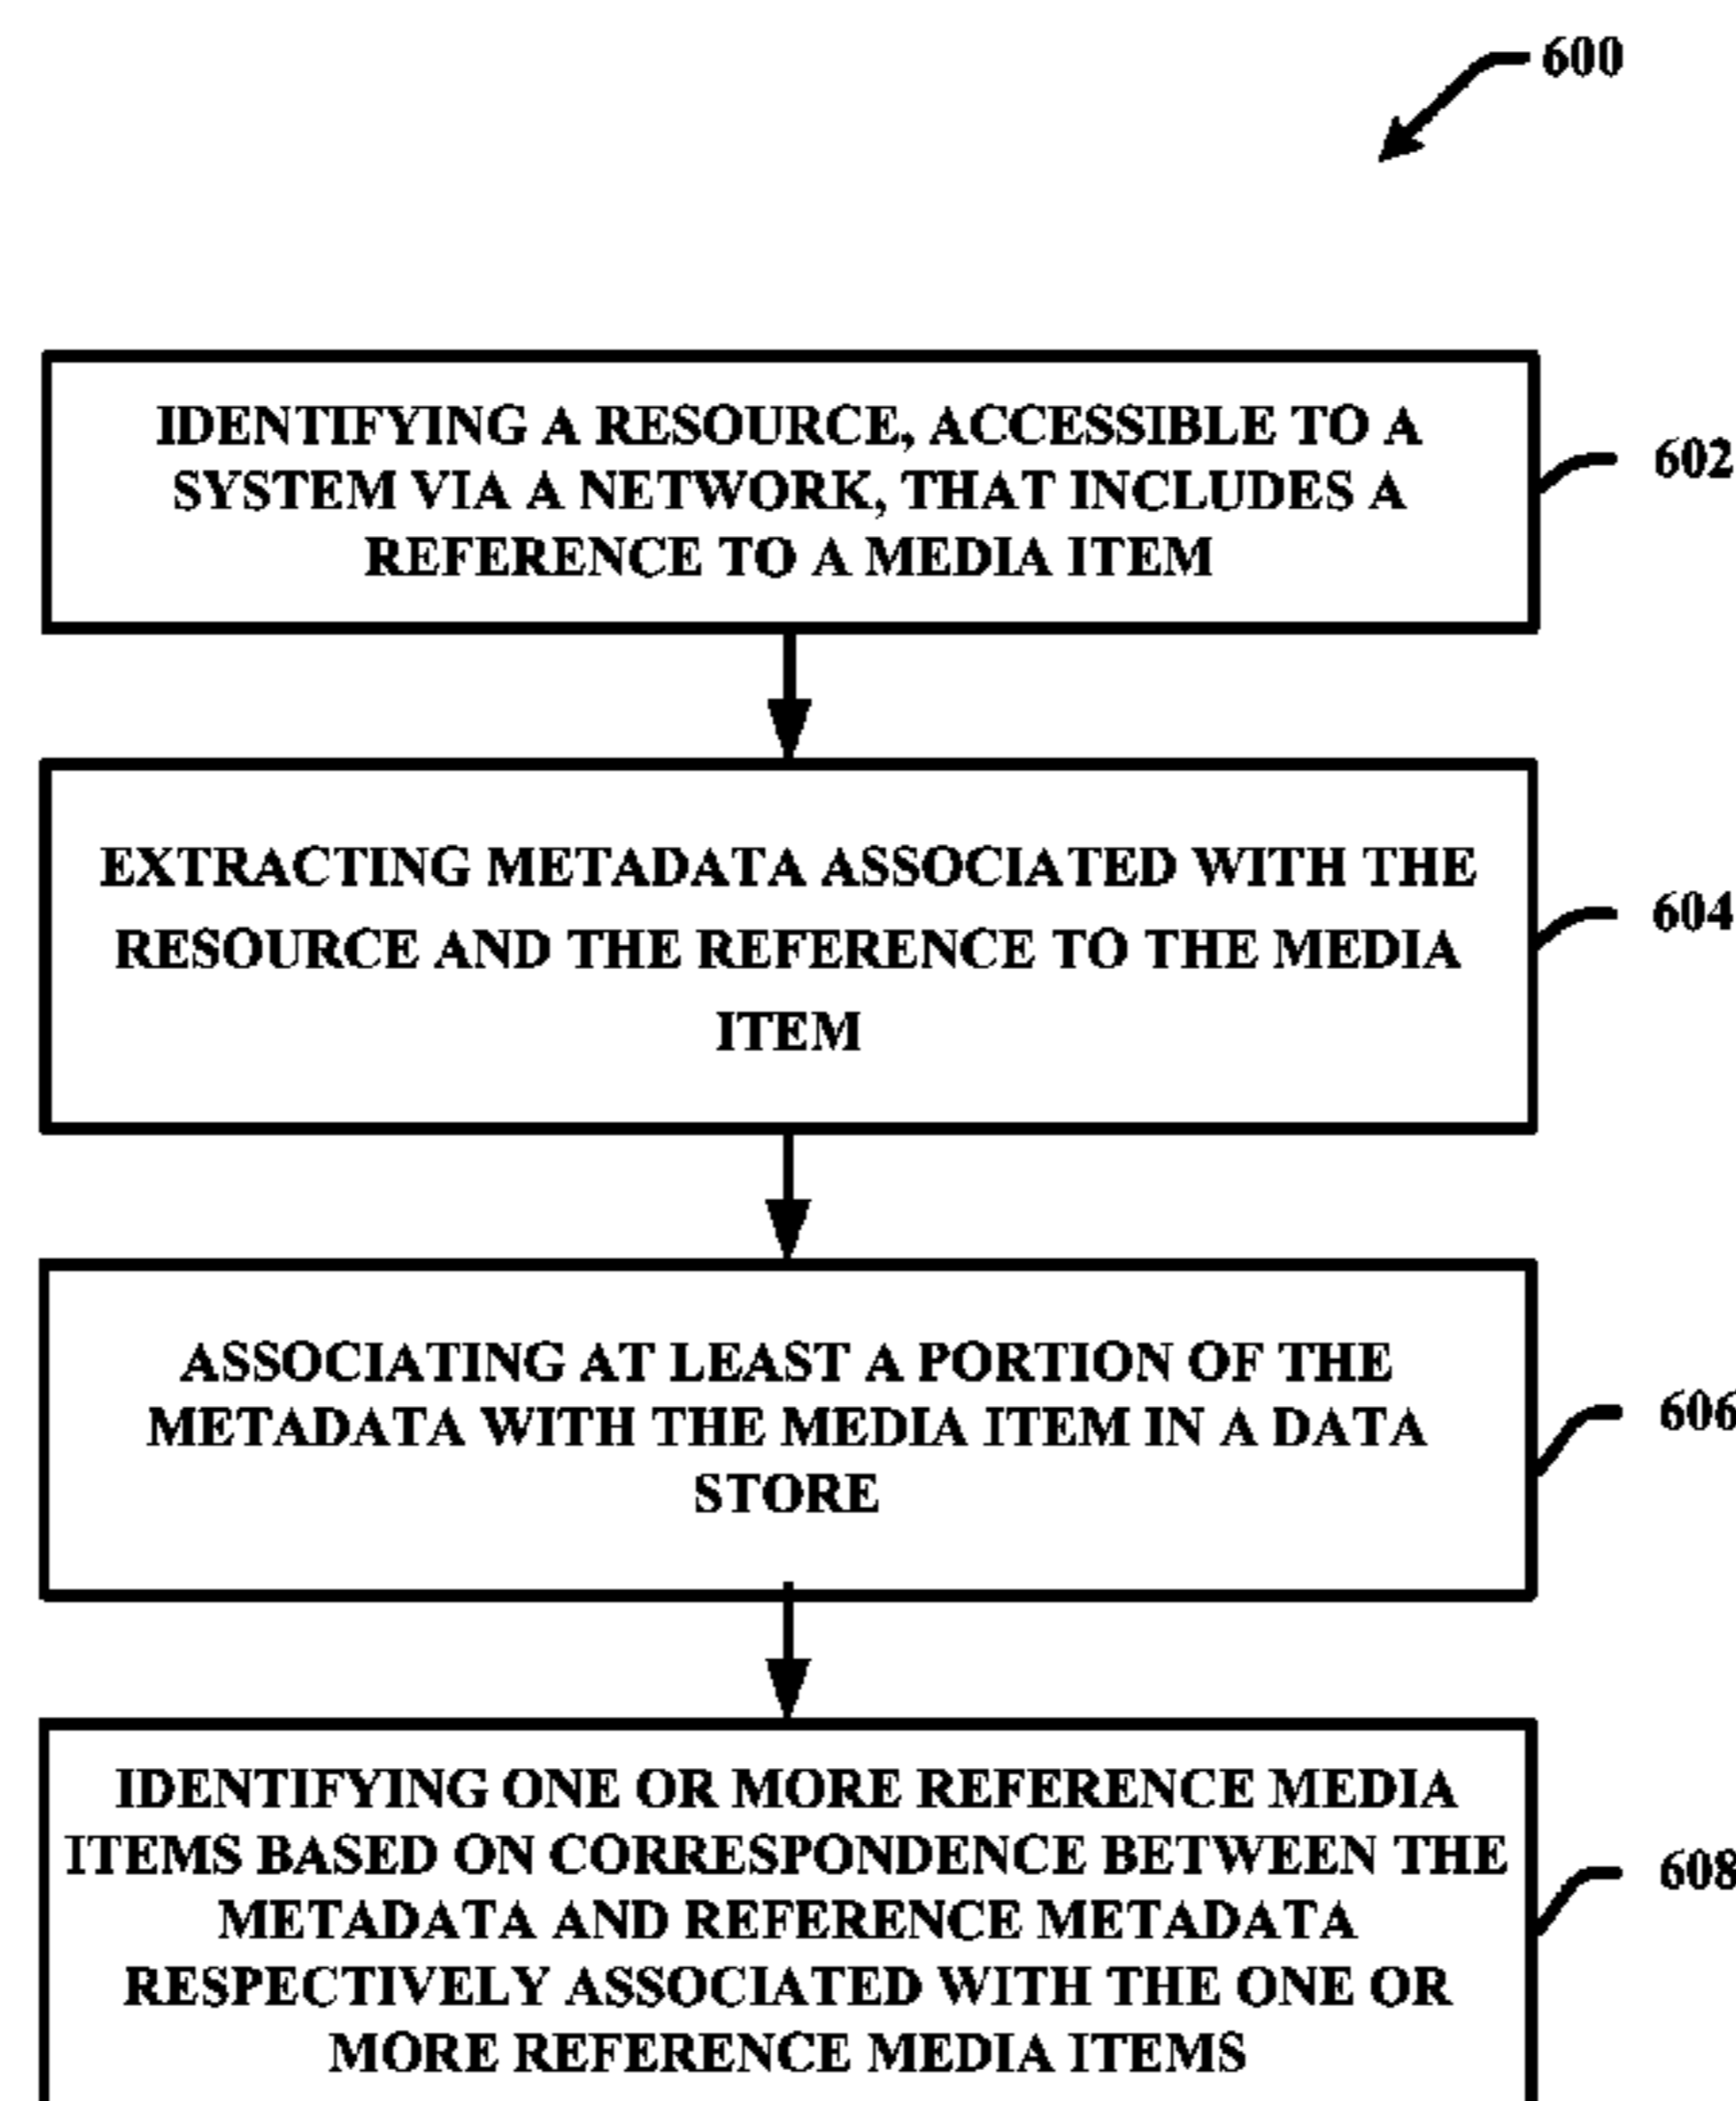 600
IDENTIFYING A RESOURCE, ACCESSIBLE TO A
SYSTEM VIA A NETWORK, THAT INCLUDES A
REFERENCE TO A MEDIA ITEM
602
EXTRACTING METADATA ASSOCIATED WITH THE
RESOURCE AND THE REFERENCE TO THE MEDIA
ITEM
604
ASSOCIATING AT LEAST A PORTION OF THE
METADATA WITH THE MEDIA ITEM IN A DATA
STORE
606
IDENTIFYING ONE OR MORE REFERENCE MEDIA
ITEMS BASED ON CORRESPONDENCE BETWEEN THE
METADATA AND REFERENCE METADATA
RESPECTIVELY ASSOCIATED WITH THE ONE OR
MORE REFERENCE MEDIA ITEMS
608